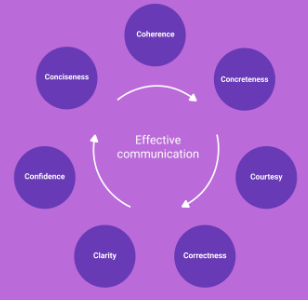 Coherence
Conciseness
Concreteness
Effective
communication
Confidence
Courtesy
Clarity
Correctness